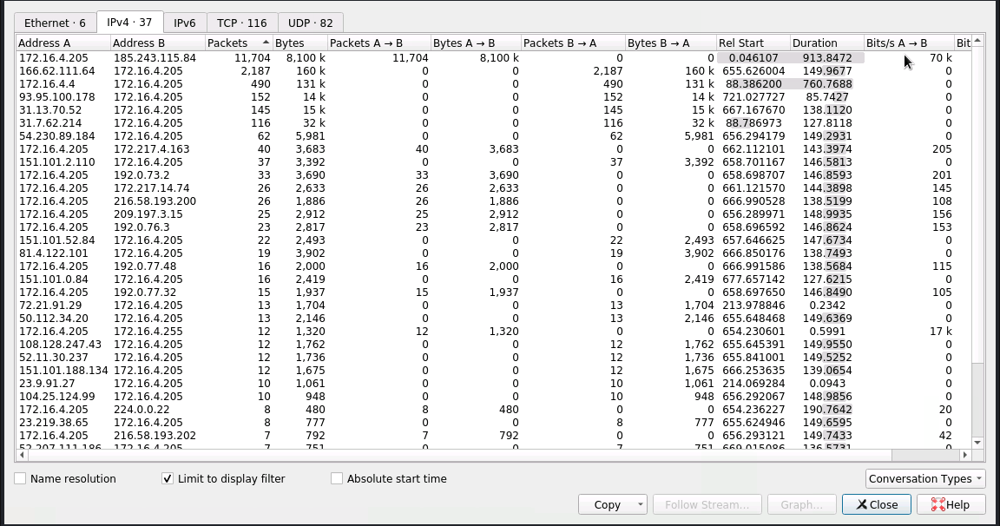 Ethernet · 6 IPv4 · 37 IPv6 TCP · 116 UDP · 82
Address A Address B Packets Bytes Packets A → B Bytes A → B Packets B → A Bytes B → A Rel Start Duration Bits/s A → B Bit
172.16.4.205 185.243.115.84 11,704 8,100 k 11,704 8,100 k 0 0 0.046107 913.8472 70 k
166.62.111.64 172.16.4.205 2,187 160 k 0 0 2,187 160 k 655.626004 149.9677 0
172.16.4.4 172.16.4.205 490 131 k 0 0 490 131 k 88.386200 760.7688 0
93.95.100.178 172.16.4.205 152 14 k 0 0 152 14 k 721.027727 85.7427 0
31.13.70.52 172.16.4.205 145 15 k 0 0 145 15 k 667.167670 138.1120 0
31.7.62.214 172.16.4.205 116 32 k 0 0 116 32 k 88.786973 127.8118 0
54.230.89.184 172.16.4.205 62 5,981 0 0 62 5,981 656.294179 149.2931 0
172.16.4.205 172.217.4.163 40 3,683 40 3,683 0 0 662.112101 143.3974 205
151.101.2.110 172.16.4.205 37 3,392 0 0 37 3,392 658.701167 146.5813 0
172.16.4.205 192.0.73.2 33 3,690 33 3,690 0 0 658.698707 146.8593 201
172.16.4.205 172.217.14.74 26 2,633 26 2,633 0 0 661.121570 144.3898 145
172.16.4.205 216.58.193.200 26 1,886 26 1,886 0 0 666.990528 138.5199 108
172.16.4.205 209.197.3.15 25 2,912 25 2,912 0 0 656.289971 148.9935 156
172.16.4.205 192.0.76.3 23 2,817 23 2,817 0 0 658.696592 146.8624 153
151.101.52.84 172.16.4.205 22 2,493 0 0 22 2,493 657.646625 147.6734 0
81.4.122.101 172.16.4.205 19 3,902 0 0 19 3,902 666.850176 138.7493 0
172.16.4.205 192.0.77.48 16 2,000 16 2,000 0 0 666.991586 138.5684 115
151.101.0.84 172.16.4.205 16 2,419 0 0 16 2,419 677.657142 127.6215 0
172.16.4.205 192.0.77.32 15 1,937 15 1,937 0 0 658.697650 146.8490 105
72.21.91.29 172.16.4.205 13 1,704 0 0 13 1,704 213.978846 0.2342 0
50.112.34.20 172.16.4.205 13 2,146 0 0 13 2,146 655.648468 149.6369 0
172.16.4.205 172.16.4.255 12 1,320 12 1,320 0 0 654.230601 0.5991 17 k
108.128.247.43 172.16.4.205 12 1,762 0 0 12 1,762 655.645391 149.9550 0
52.11.30.237 172.16.4.205 12 1,736 0 0 12 1,736 655.841001 149.5252 0
151.101.188.134 172.16.4.205 12 1,675 0 0 12 1,675 666.253635 139.0654 0
23.9.91.27 172.16.4.205 10 1,061 0 0 10 1,061 214.069284 0.0943 0
104.25.124.99 172.16.4.205 10 948 0 0 10 948 656.292067 148.9856 0
172.16.4.205 224.0.0.22 8 480 8 480 0 0 654.236227 190.7642 20
23.219.38.65 172.16.4.205 8 777 0 0 8 777 655.624946 149.6595 0
172.16.4.205 216.58.193.202 7 792 7 792 0 0 656.293121 149.7433 42
52.207.111.186 172.16.4.205 7 751 0 0 7 751 669.015086 136.5731 0
Name resolution Limit to display filter Absolute start time Conversation Types
Copy Follow Stream... Graph... Close Help